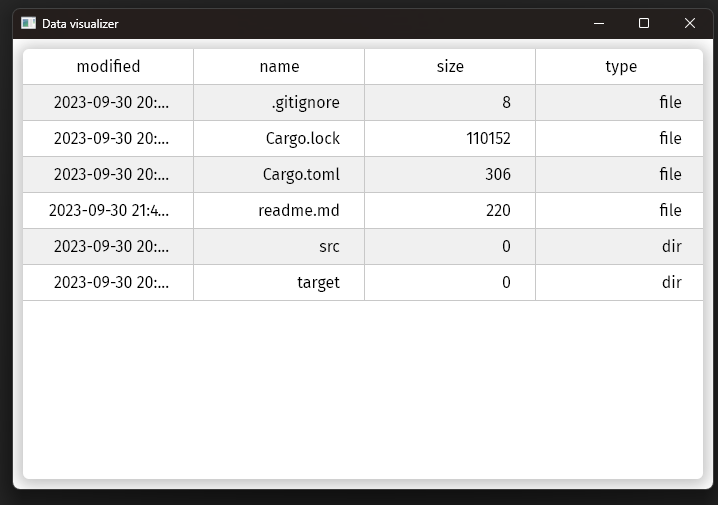 Data visualizer
modified name size type
2023-09-30 20:... .gitignore 8 file
2023-09-30 20:... Cargo.lock 110152 file
2023-09-30 20:... Cargo.toml 306 file
2023-09-30 21:4... readme.md 220 file
2023-09-30 20:... src 0 dir
2023-09-30 20:... target 0 dir